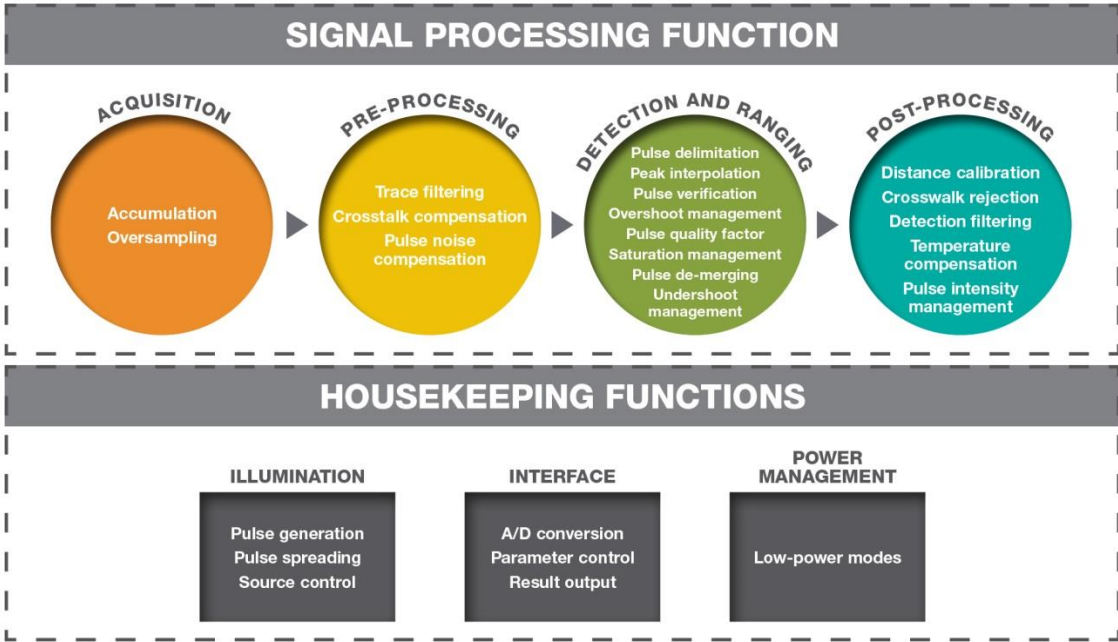 SIGNAL PROCESSING FUNCTION
ACQUISITION
Accumulation
Oversampling
PRE-PROCESSING
Trace filtering
Crosstalk compensation
Pulse noise
compensation
DETECTION AND RANGING
Pulse delimitation
Peak interpolation
Pulse verification
Overshoot management
Pulse quality factor
Saturation management
Pulse de-merging
Undershoot
management
POST-PROCESSING
Distance calibration
Crosswalk rejection
Detection filtering
Temperature
compensation
Pulse intensity
management
HOUSEKEEPING FUNCTIONS
ILLUMINATION
Pulse generation
Pulse spreading
Source control
INTERFACE
A/D conversion
Parameter control
Result output
POWER
MANAGEMENT
Low-power modes